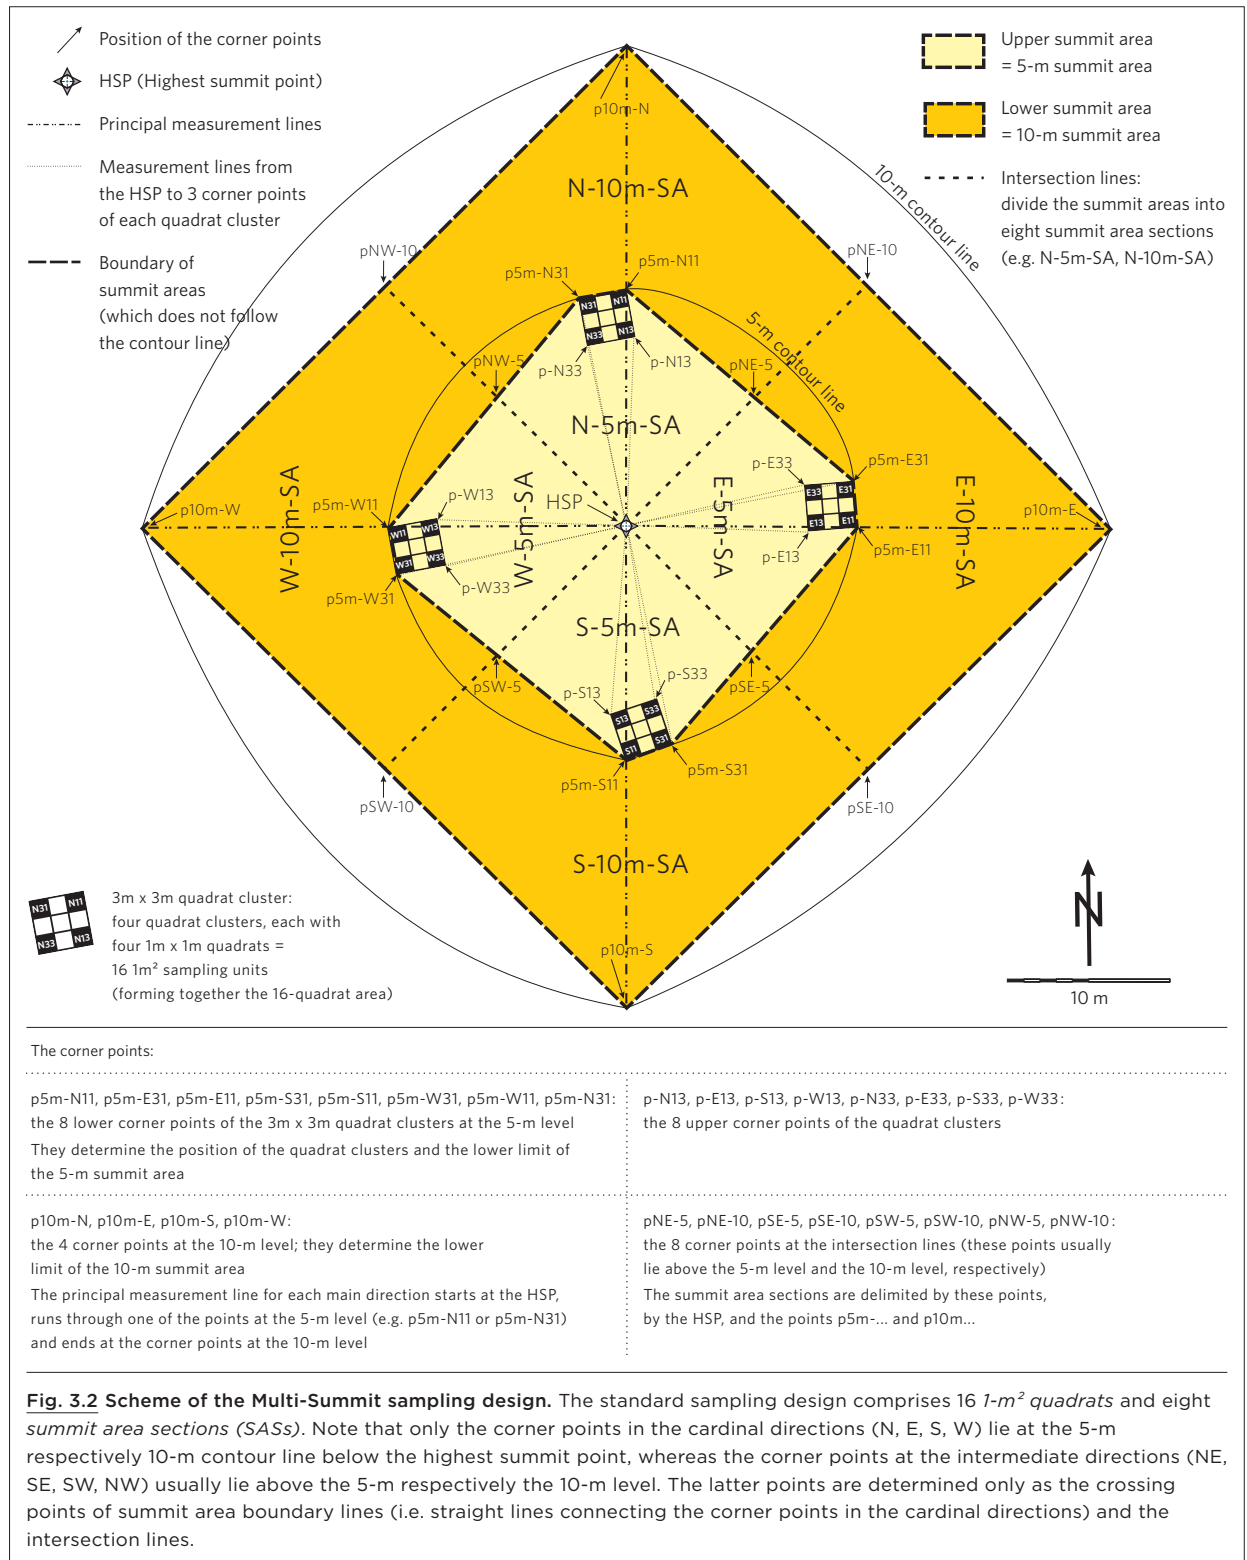 Position of the corner points
HSP (Highest summit point)
Principal measurement lines
Measurement lines from
the HSP to 3 corner points
of each quadrat cluster
Boundary of
summit areas
(which does not follow
the contour line)
Upper summit area
= 5-m summit area
Lower summit area
= 10-m summit area
Intersection lines:
divide the summit areas into
eight summit area sections
(e.g. N-5m-SA, N-10m-SA)
p10m-N
N-10m-SA
10-m contour line
pNW-10
pNE-10
p5m-N31
p5m-N11
N31
N11
N33
N13
5-m contour line
p-N33
p-N13
pNW-5
pNE-5
N-5m-SA
p-E33
p5m-E31
E33
E31
E13
E11
p-E13
p5m-E11
E-5m-SA
E-10m-SA
p10m-E
HSP
W-10m-SA
p10m-W
p5m-W11
p-W13
W11
W13
W31
W33
p-W33
p5m-W31
W-5m-SA
S-5m-SA
pSW-5
pSE-5
p-S13
p-S33
S13
S33
S11
S31
p5m-S11
p5m-S31
pSW-10
pSE-10
S-10m-SA
p10m-S
N31
N11
N33
N13
3m x 3m quadrat cluster:
four quadrat clusters, each with
four 1m x 1m quadrats =
16 1m² sampling units
(forming together the 16-quadrat area)
N
10 m
The corner points:
p5m-N11, p5m-E31, p5m-E11, p5m-S31, p5m-S11, p5m-W31, p5m-W11, p5m-N31:
the 8 lower corner points of the 3m x 3m quadrat clusters at the 5-m level
They determine the position of the quadrat clusters and the lower limit of
the 5-m summit area
p-N13, p-E13, p-S13, p-W13, p-N33, p-E33, p-S33, p-W33:
the 8 upper corner points of the quadrat clusters
p10m-N, p10m-E, p10m-S, p10m-W:
the 4 corner points at the 10-m level; they determine the lower
limit of the 10-m summit area
The principal measurement line for each main direction starts at the HSP,
runs through one of the points at the 5-m level (e.g. p5m-N11 or p5m-N31)
and ends at the corner points at the 10-m level
pNE-5, pNE-10, pSE-5, pSE-10, pSW-5, pSW-10, pNW-5, pNW-10:
the 8 corner points at the intersection lines (these points usually
lie above the 5-m level and the 10-m level, respectively)
The summit area sections are delimited by these points,
by the HSP, and the points p5m-... and p10m...
Fig. 3.2 Scheme of the Multi-Summit sampling design. The standard sampling design comprises 16 1-m² quadrats and eight
summit area sections (SASs). Note that only the corner points in the cardinal directions (N, E, S, W) lie at the 5-m
respectively 10-m contour line below the highest summit point, whereas the corner points at the intermediate directions (NE,
SE, SW, NW) usually lie above the 5-m respectively the 10-m level. The latter points are determined only as the crossing
points of summit area boundary lines (i.e. straight lines connecting the corner points in the cardinal directions) and the
intersection lines.